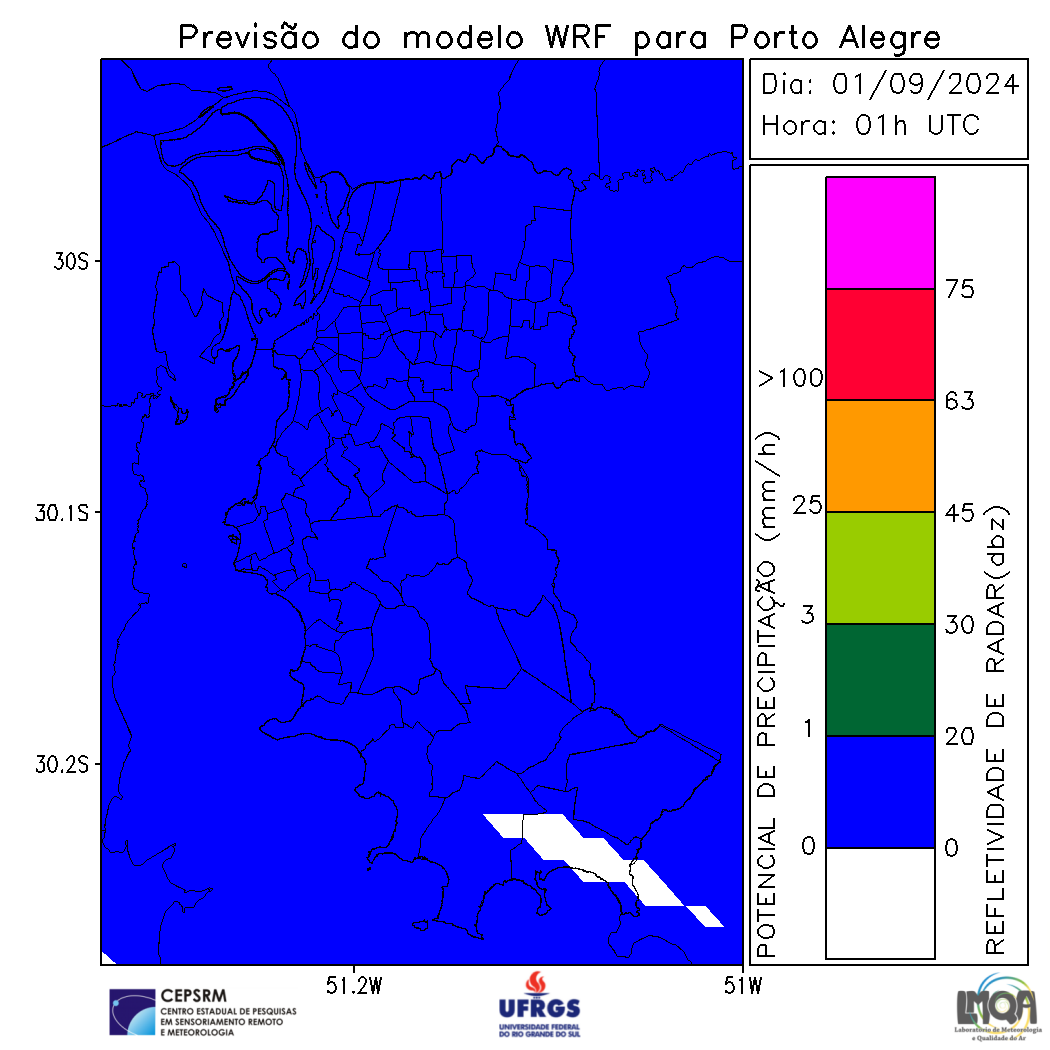 Previsão do modelo WRF para Porto Alegre
Dia: 01/09/2024
Hora: 01h UTC
30S
30.1S
30.2S
51.2W
51W
POTENCIAL DE PRECIPITAÇÃO (mm/h)
>100
25
3
1
0
75
63
45
30
20
0
REFLETIVIDADE DE RADAR(dbz)
CEPSRM
CENTRO ESTADUAL DE PESQUISAS
EM SENSORIAMENTO REMOTO
E METEOROLOGIA
UFRGS
UNIVERSIDADE FEDERAL
DO RIO GRANDE DO SUL
LMQA
Laboratório de Meteorologia
e Qualidade do Ar